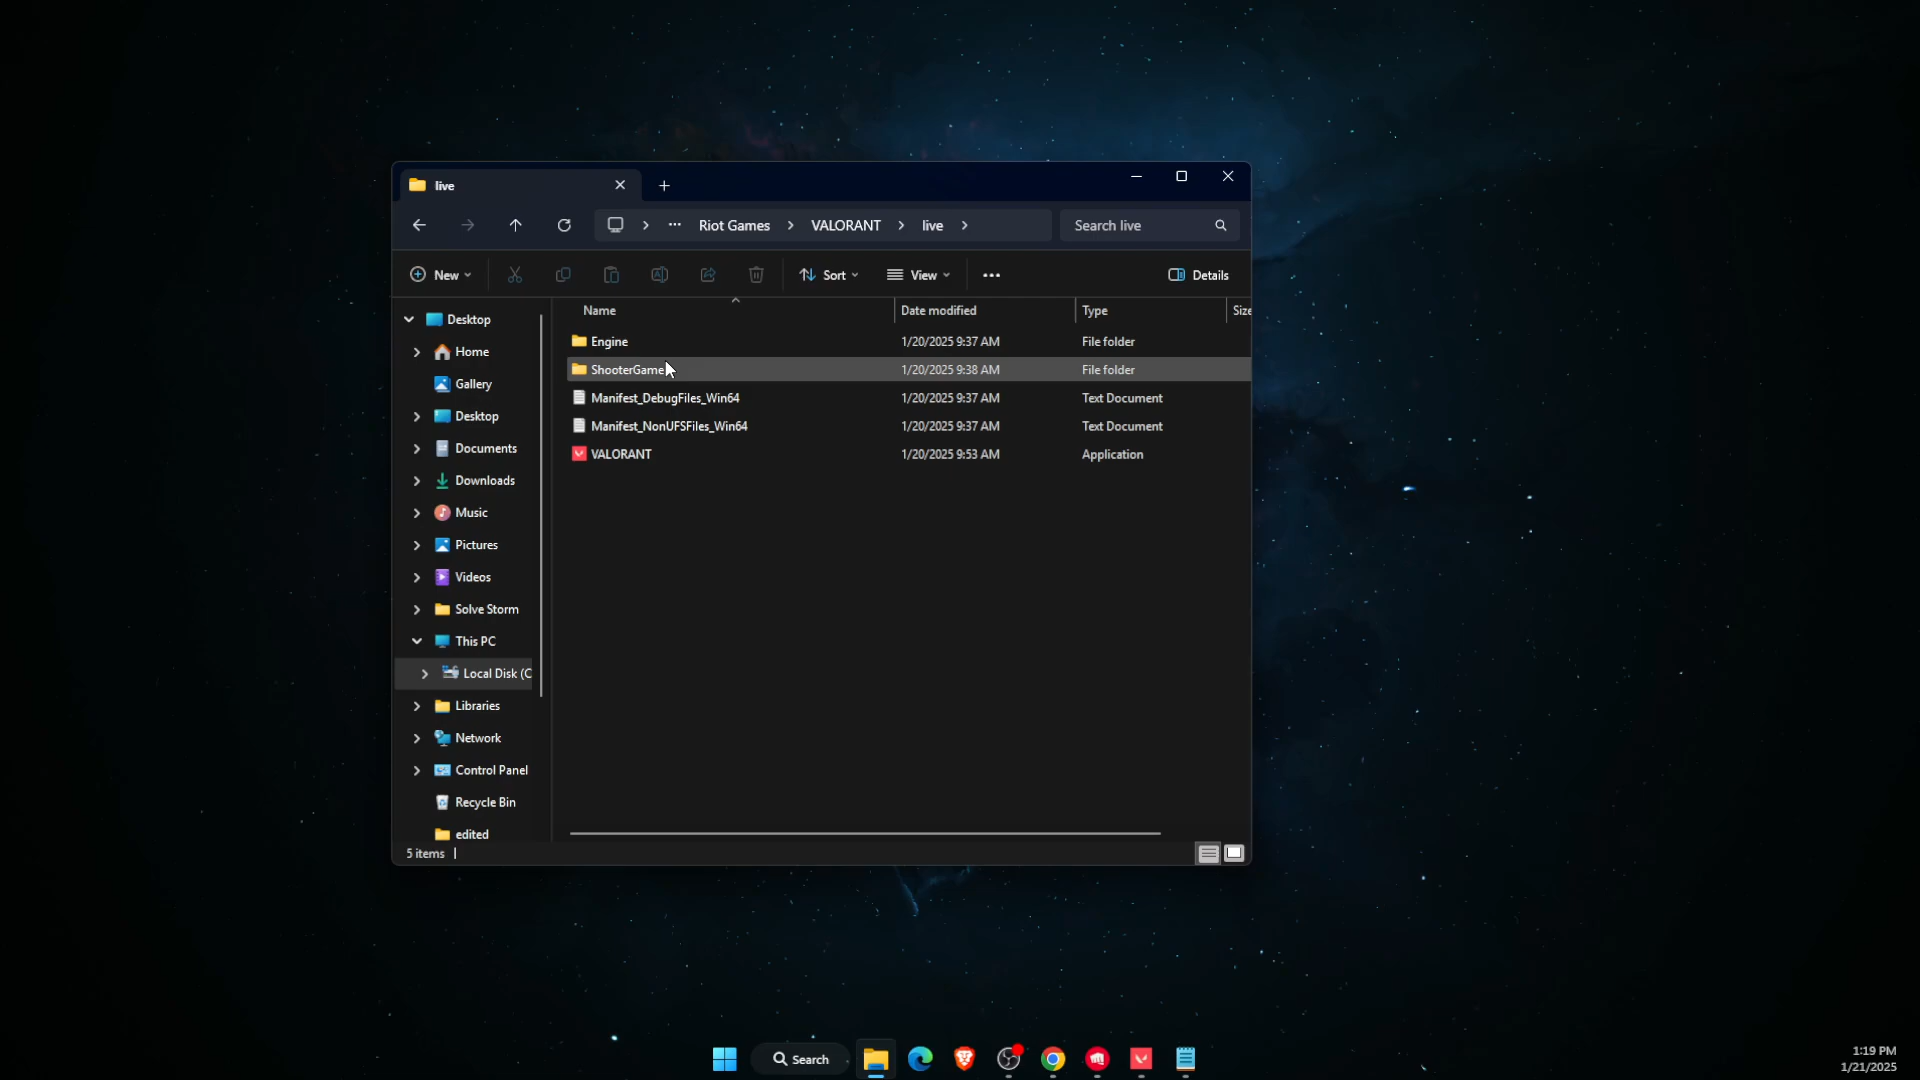 live
Riot Games VALORANT live
Search live
New
Sort
View
Details
Name Date modified Type Size
Engine 1/20/2025 9:37 AM File folder
ShooterGame 1/20/2025 9:38 AM File folder
Manifest_DebugFiles_Win64 1/20/2025 9:37 AM Text Document
Manifest_NonUFSFiles_Win64 1/20/2025 9:37 AM Text Document
VALORANT 1/20/2025 9:53 AM Application
Desktop
Home
Gallery
Desktop
Documents
Downloads
Music
Pictures
Videos
Solve Storm
This PC
Local Disk (C
Libraries
Network
Control Panel
Recycle Bin
edited
5 items
Search
1:19 PM
1/21/2025